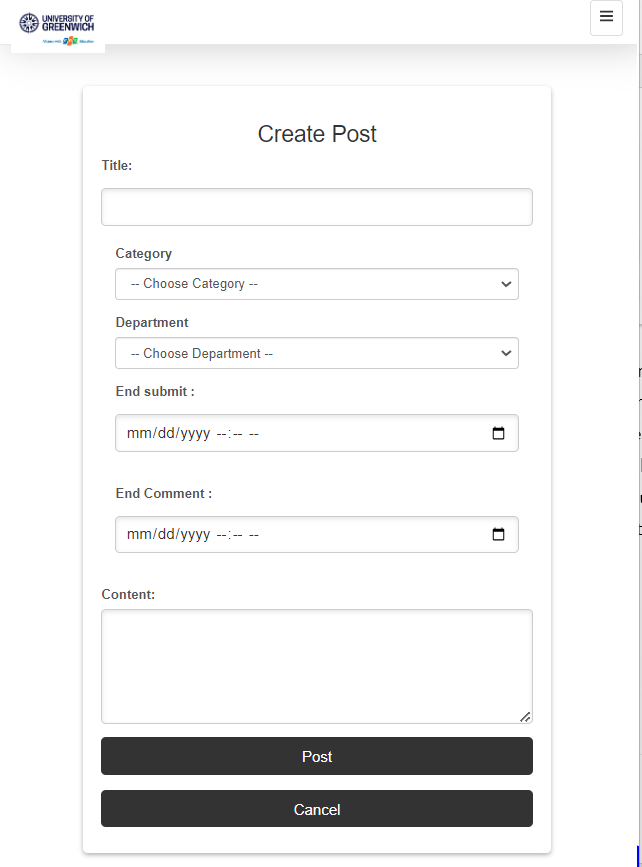 UNIVERSITY OF
GREENWICH
Create Post
Title:
Category
-- Choose Category --
Department
-- Choose Department --
End submit :
mm/dd/yyyy --:-- --
End Comment :
mm/dd/yyyy --:-- --
Content:
Post
Cancel